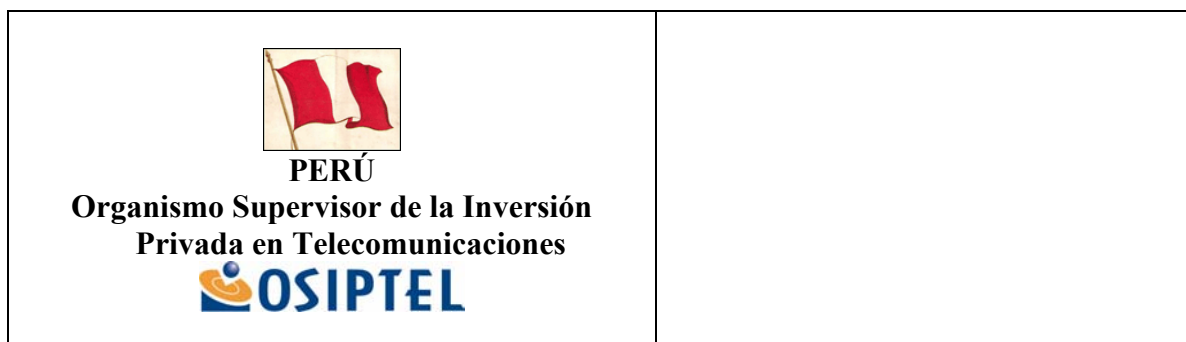 PERÚ
Organismo Supervisor de la Inversión
Privada en Telecomunicaciones
OSIPTEL